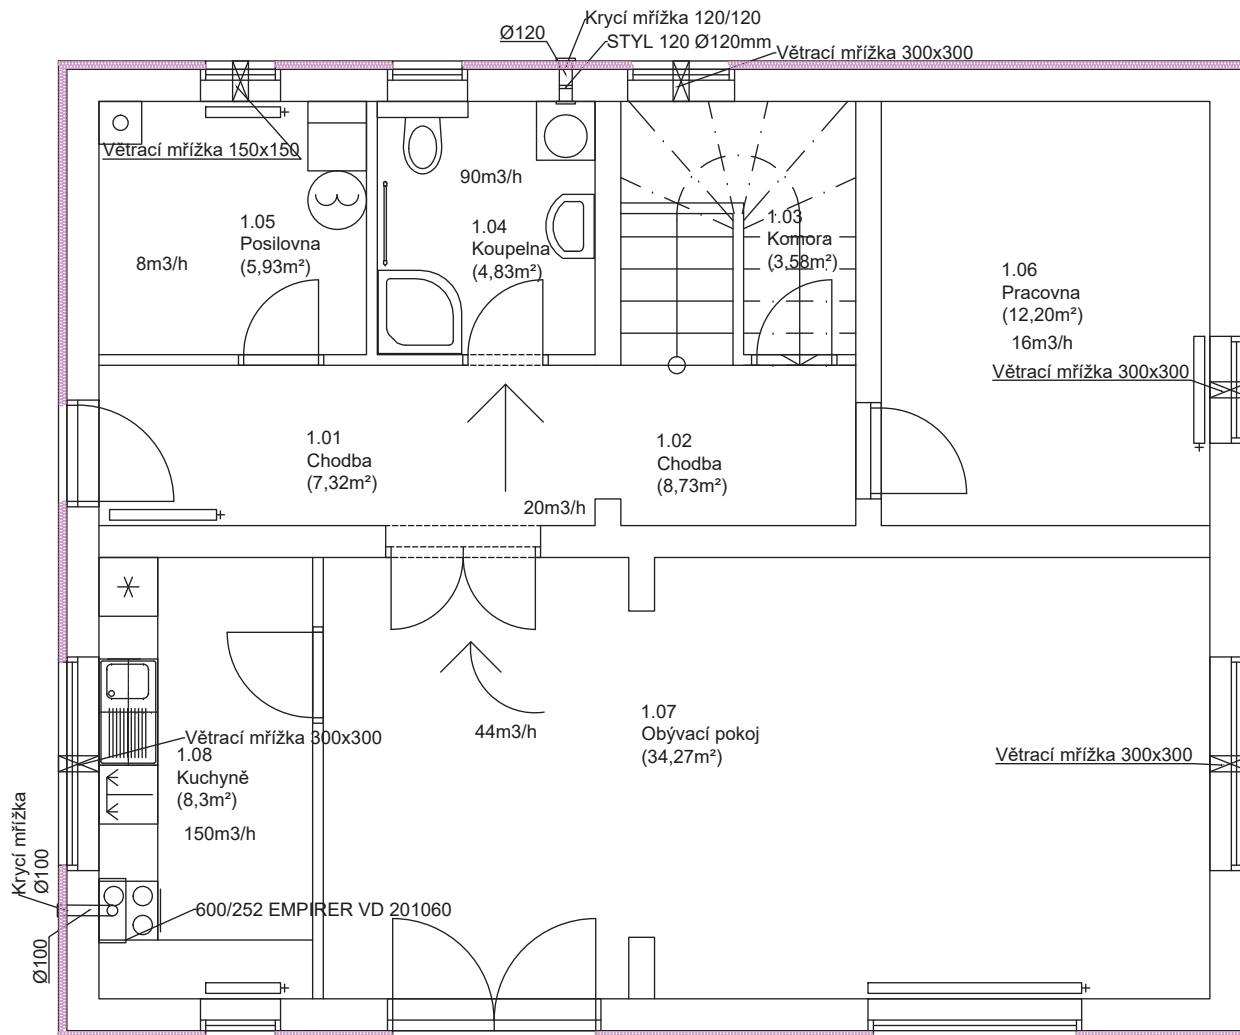 Krycí mřížka 120/120
Ø120
STYL 120 Ø120mm
Větrací mřížka 300x300
Větrací mřížka 150x150
90m3/h
1.05
Posilovna
(5,93m²)
8m3/h
1.04
Koupelna
(4,83m²)
1.03
Komora
(3,58m²)
1.06
Pracovna
(12,20m²)
16m3/h
Větrací mřížka 300x300
1.01
Chodba
(7,32m²)
1.02
Chodba
(8,73m²)
20m3/h
44m3/h
1.07
Obývací pokoj
(34,27m²)
Větrací mřížka 300x300
Větrací mřížka 300x300
1.08
Kuchyně
(8,3m²)
150m3/h
Krycí mřížka
Ø100
600/252 EMPIRER VD 201060
Ø100